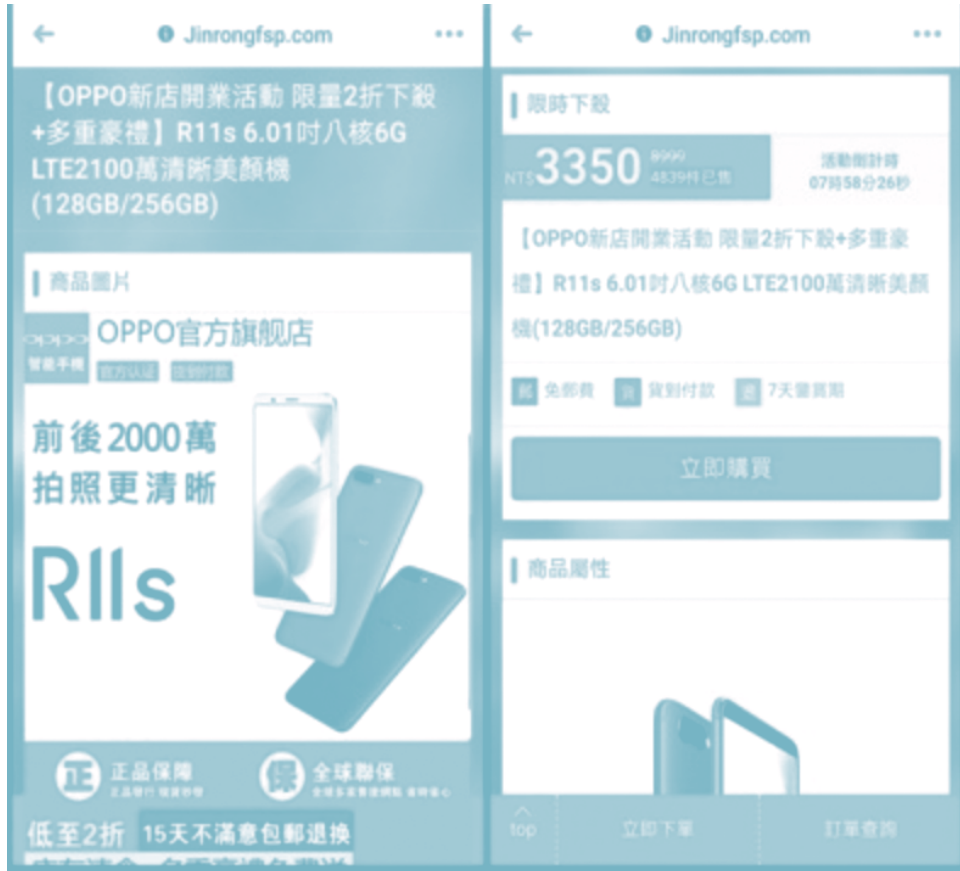 Jinrongfsp.com
【OPPO新店開業活動 限量2折下殺
+多重豪禮】R11s 6.01吋八核6G
LTE2100萬清晰美顏機
(128GB/256GB)
商品圖片
oppo
智能手機
OPPO官方旗舰店
官方认证 货到付款
前後2000萬
拍照更清晰
R11s
正 正品保障
保 全球聯保
低至2折 15天不滿意包郵退換
Jinrongfsp.com
限時下殺
NT$3350 8999
4839件已售
活動倒計時
07時58分26秒
【OPPO新店開業活動 限量2折下殺+多重豪
禮】R11s 6.01吋八核6G LTE2100萬清晰美顏
機(128GB/256GB)
郵 免郵費 貨 貨到付款 退 7天鑒賞期
立即購買
商品屬性
top 立即下單 訂單查詢